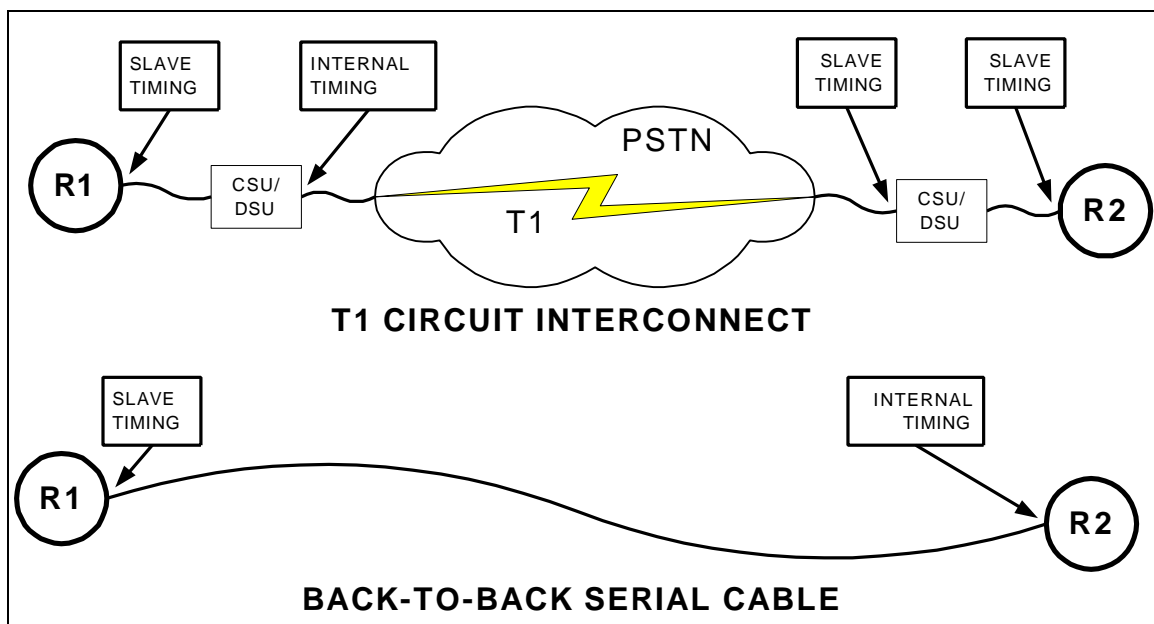 SLAVE
TIMING
INTERNAL
TIMING
SLAVE
TIMING
SLAVE
TIMING
R1
CSU/
DSU
PSTN
T1
CSU/
DSU
R2
T1 CIRCUIT INTERCONNECT
SLAVE
TIMING
INTERNAL
TIMING
R1
R2
BACK-TO-BACK SERIAL CABLE